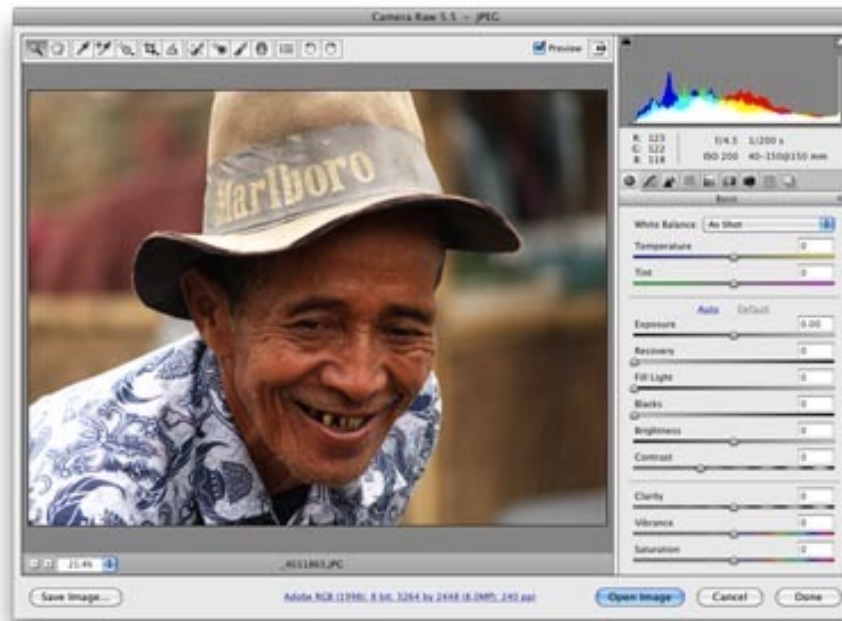 Camera Raw 5.5 - JPEG
Preview
Marlboro
R: 123
G: 122
B: 118
f/4.5 1/200 s
ISO 200 40-150@150 mm
Basic
White Balance: As Shot
Temperature 0
Tint 0
Auto Default
Exposure 0.00
Recovery 0
Fill Light 0
Blacks 0
Brightness 0
Contrast 0
Clarity 0
Vibrance 0
Saturation 0
Save Image...
Adobe RGB (1998); 8 bit; 3264 by 2448 (8.0MP); 240 ppi
Open Image
Cancel
Done